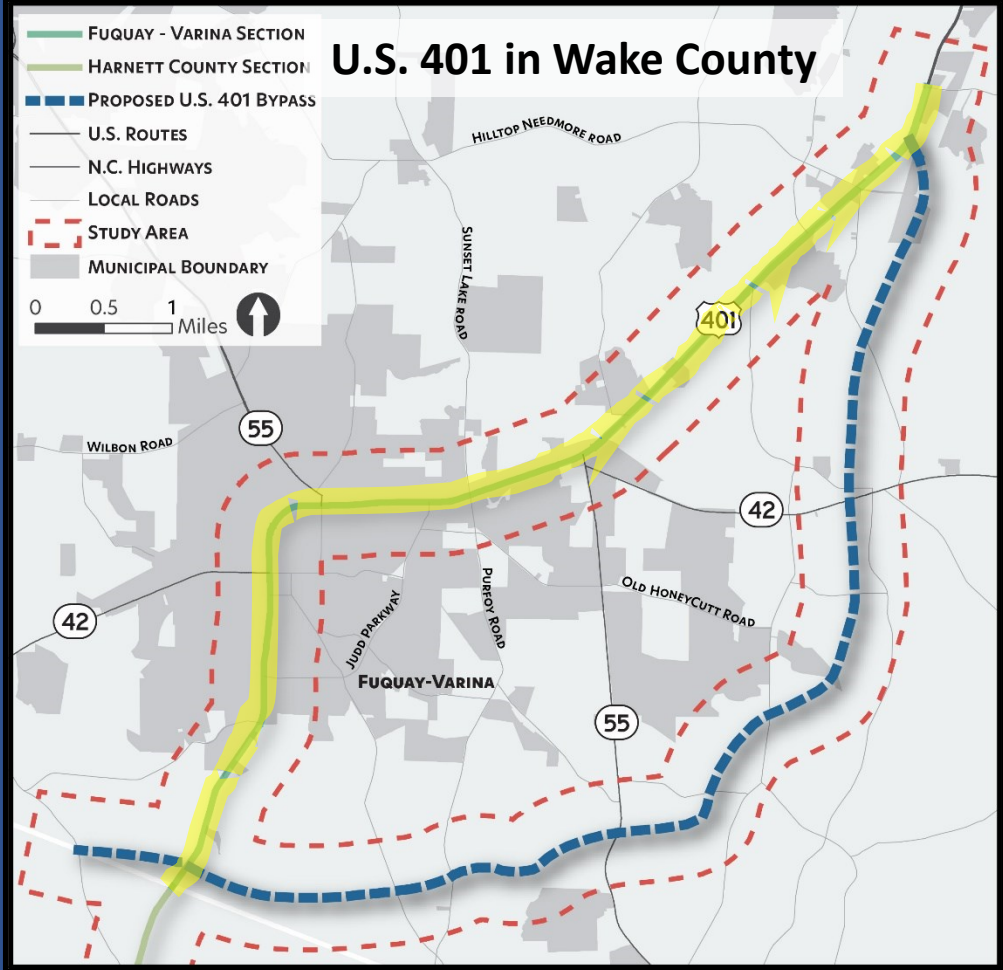 U.S. 401 in Wake County
FUQUAY - VARINA SECTION
HARNETT COUNTY SECTION
PROPOSED U.S. 401 BYPASS
U.S. ROUTES
N.C. HIGHWAYS
LOCAL ROADS
STUDY AREA
MUNICIPAL BOUNDARY
0 0.5 1
Miles
HILLTOP NEEDMORE ROAD
SUNSET LAKE ROAD
401
WILBON ROAD
55
42
42
OLD HONEYCUTT ROAD
JUDD PARKWAY
PURFOY ROAD
FUQUAY-VARINA
55